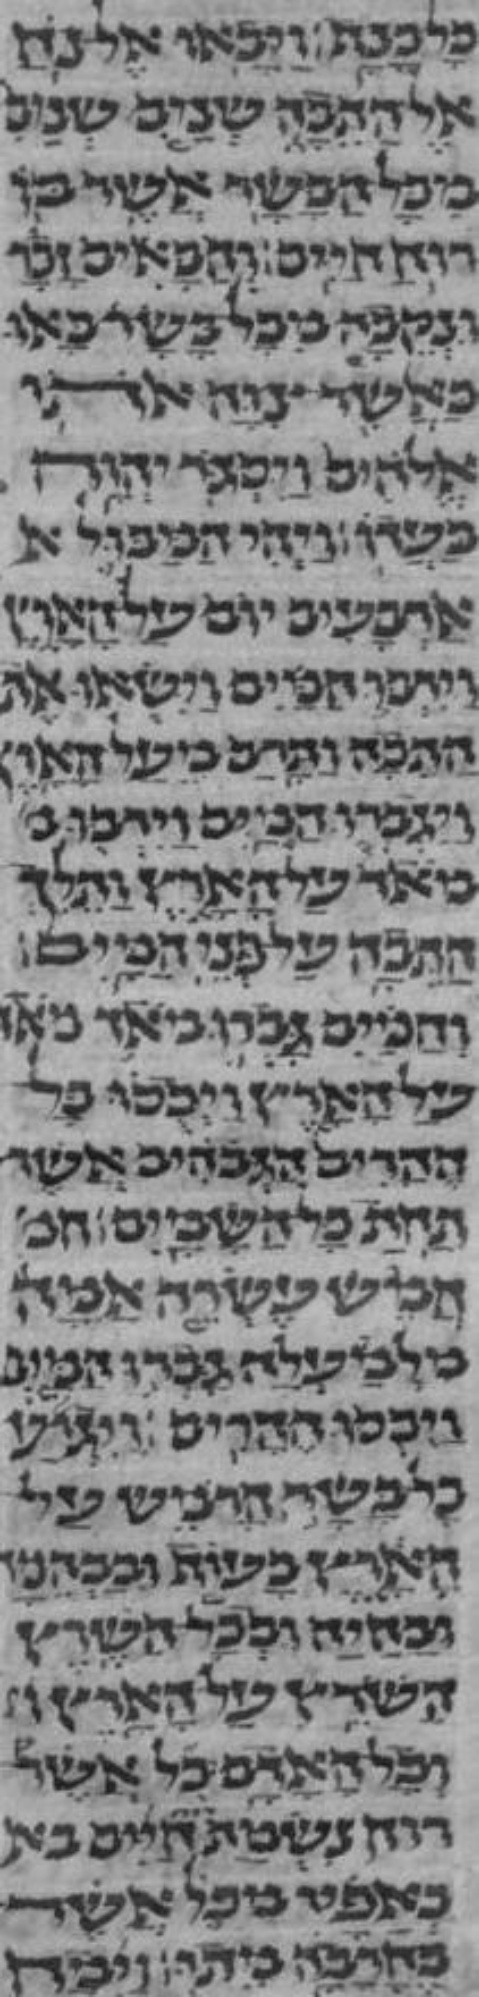 כל כנף׃ ויבאו אל נח
אל התבה שנים שנים
מכל הבשר אשר בו
רוח חיים׃ והבאים זכר
ונקבה מכל בשר באו
כאשר צוה אתו
אלהים ויסגר יהוה
בעדו׃ ויהי המבול א
ארבעים יום על הארץ
וירבו המים וישאו את
התבה ותרם מעל הארץ
ויגברו המים וירבו מ
מאד על הארץ ותלך
התבה על פני המים׃
והמים גברו מאד מאד
על הארץ ויכסו כל
ההרים הגבהים אשר
תחת כל השמים׃ חמ
חמש עשרה אמה
מלמעלה גברו המים
ויכסו ההרים׃ ויגוע
כל בשר הרמש על
הארץ בעוף ובבהמה
ובחיה ובכל השרץ
השרץ על הארץ ו
וכל האדם׃ כל אשר
רוח נשמת חיים בא
באפיו מכל אשר
בחרבה מתו׃ וימח